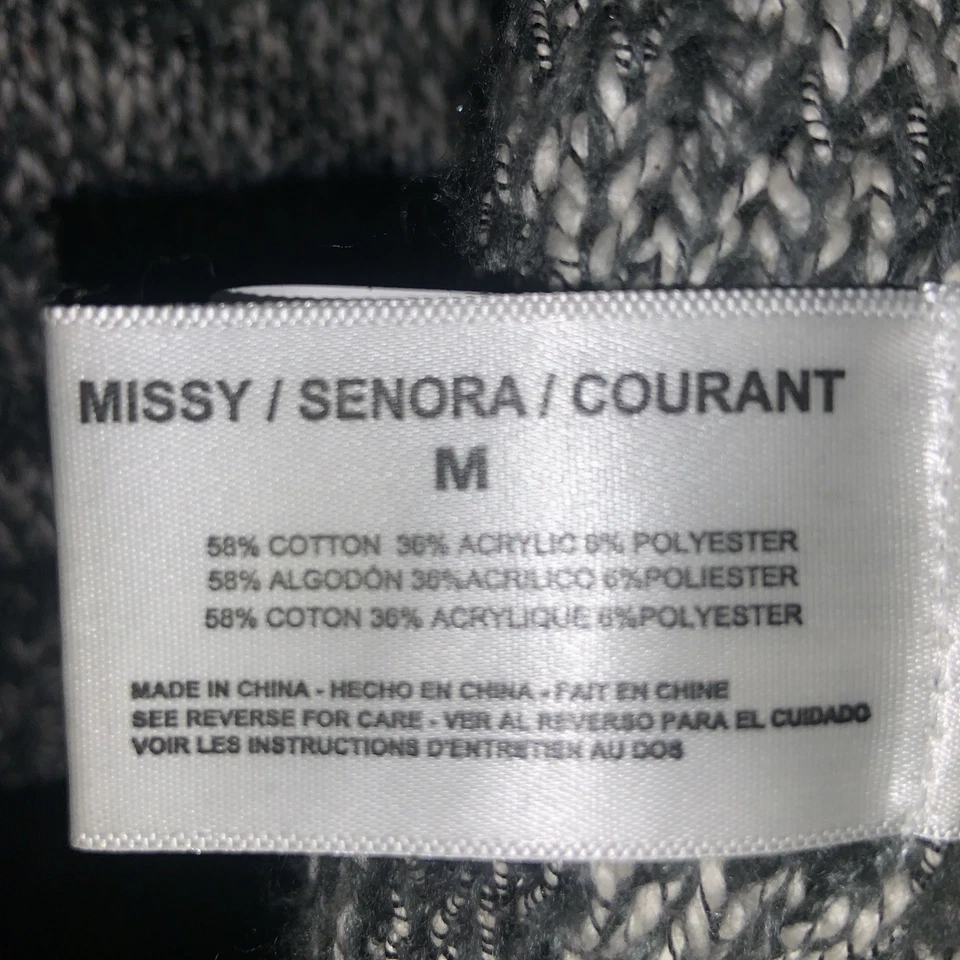 MISSY / SENORA / COURANT
M
58% COTTON 36% ACRYLIC 6% POLYESTER
58% ALGODÓN 36%ACRILICO 6%POLIESTER
58% COTON 36% ACRYLIQUE 6%POLYESTER
MADE IN CHINA - HECHO EN CHINA - FAIT EN CHINE
SEE REVERSE FOR CARE - VER AL REVERSO PARA EL CUIDADO
VOIR LES INSTRUCTIONS D'ENTRETIEN AU DOS